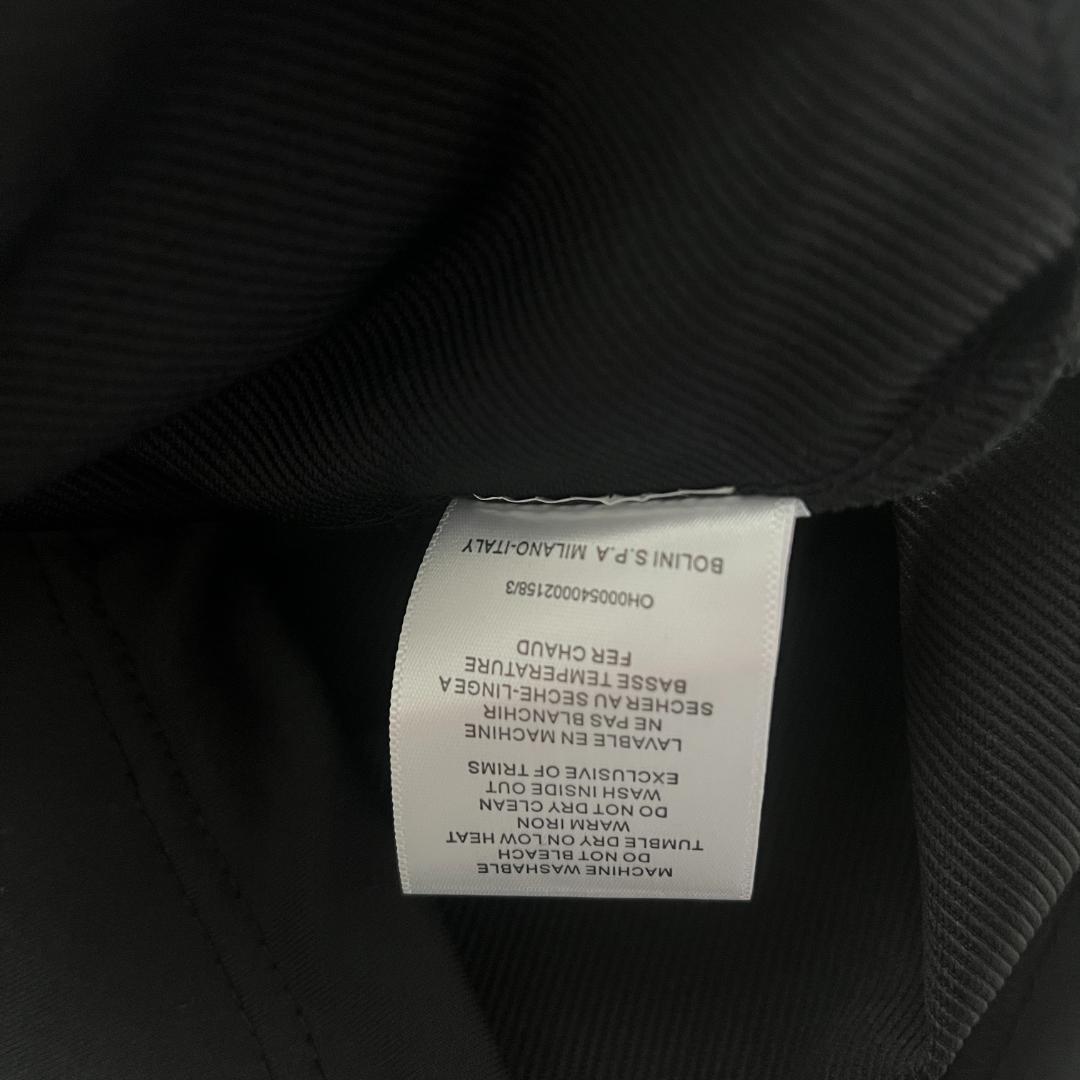 MACHINE WASHABLE
DO NOT BLEACH
TUMBLE DRY ON LOW HEAT
WARM IRON
DO NOT DRY CLEAN
WASH INSIDE OUT
EXCLUSIVE OF TRIMS
LAVABLE EN MACHINE
NE PAS BLANCHIR
SECHER AU SECHE-LINGE A
BASSE TEMPERATURE
FER CHAUD
OH000540002158/3
BOLINI S.P.A MILANO-ITALY